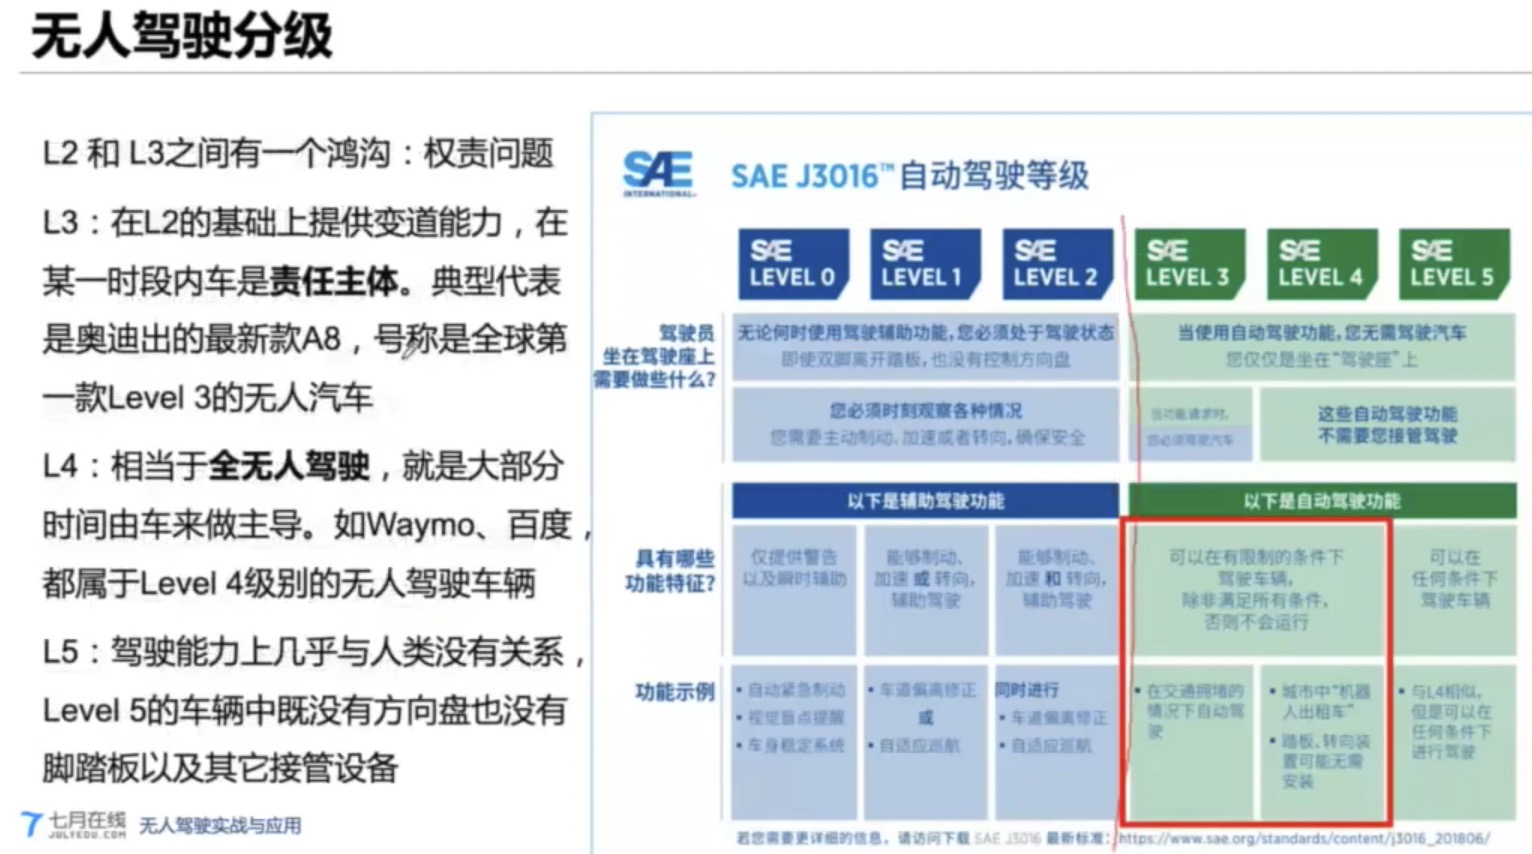 无人驾驶分级
L2 和 L3之间有一个鸿沟：权责问题
L3：在L2的基础上提供变道能力，在
某一时段内车是责任主体。典型代表
是奥迪出的最新款A8，号称是全球第
一款Level 3的无人汽车
L4：相当于全无人驾驶，就是大部分
时间由车来做主导。如Waymo、百度，
都属于Level 4级别的无人驾驶车辆
L5：驾驶能力上几乎与人类没有关系，
Level 5的车辆中既没有方向盘也没有
脚踏板以及其它接管设备
七月在线
JULYEDU.COM
无人驾驶实战与应用
SAE
INTERNATIONAL
SAE J3016™自动驾驶等级
SAE LEVEL 0
SAE LEVEL 1
SAE LEVEL 2
SAE LEVEL 3
SAE LEVEL 4
SAE LEVEL 5
驾驶员
坐在驾驶座上
需要做些什么?
无论何时使用驾驶辅助功能,您必须处于驾驶状态
即使双脚离开踏板,也没有控制方向盘
当使用自动驾驶功能,您无需驾驶汽车
您仅仅是坐在“驾驶座”上
您必须时刻观察各种情况
您需要主动制动、加速或者转向,确保安全
当功能请求时,
您必须驾驶汽车
这些自动驾驶功能
不需要您接管驾驶
以下是辅助驾驶功能
以下是自动驾驶功能
具有哪些
功能特征?
仅提供警告
以及瞬时辅助
能够制动、
加速 或 转向,
辅助驾驶
能够制动、
加速 和 转向,
辅助驾驶
可以在有限制的条件下
驾驶车辆,
除非满足所有条件,
否则不会运行
可以在
任何条件下
驾驶车辆
功能示例
▪ 自动紧急制动
▪ 视觉盲点提醒
▪ 车身稳定系统
▪ 车道偏离修正
或
▪ 自适应巡航
同时进行
▪ 车道偏离修正
▪ 自适应巡航
▪ 在交通拥堵的
情况下自动驾
驶
▪ 城市中“机器
人出租车”
▪ 踏板、转向装
置可能无需
安装
▪ 与L4相似,
但是可以在
任何条件下
进行驾驶
若您需要更详细的信息，请访问下载 SAE J3016 最新标准：https://www.sae.org/standards/content/j3016_201806/